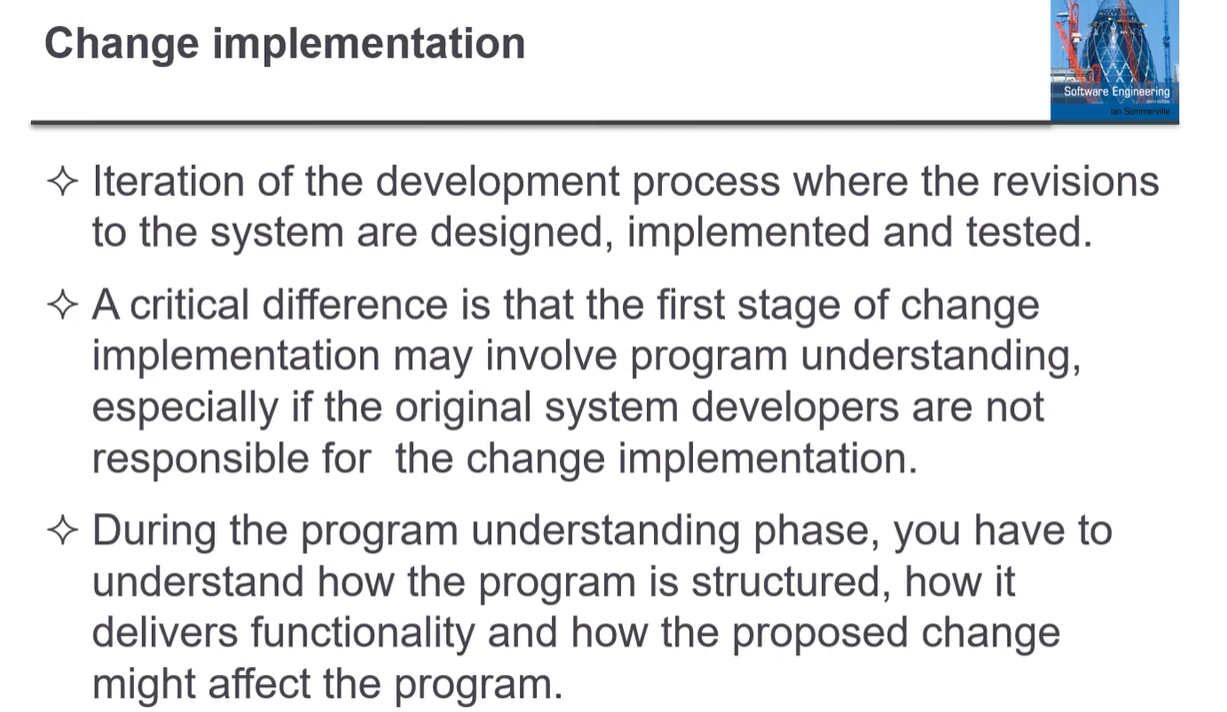 Change implementation
Software Engineering
Ian Sommerville
✧ Iteration of the development process where the revisions
to the system are designed, implemented and tested.
✧ A critical difference is that the first stage of change
implementation may involve program understanding,
especially if the original system developers are not
responsible for  the change implementation.
✧ During the program understanding phase, you have to
understand how the program is structured, how it
delivers functionality and how the proposed change
might affect the program.